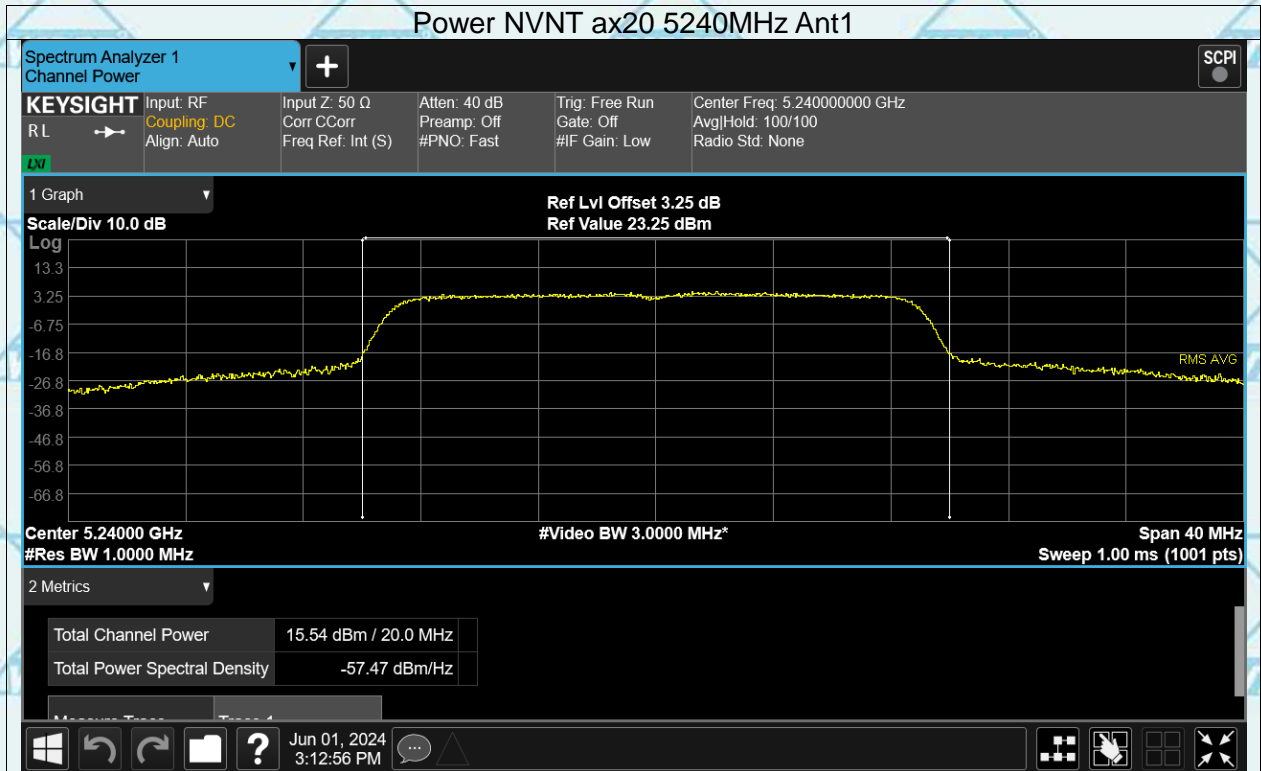 Power NVNT ax20 5240MHz Ant1
Spectrum Analyzer 1
Channel Power
+
SCPI
KEYSIGHT
R L
LXI
Input: RF
Coupling: DC
Align: Auto
Input Z: 50 Ω
Corr CCorr
Freq Ref: Int (S)
Atten: 40 dB
Preamp: Off
#PNO: Fast
Trig: Free Run
Gate: Off
#IF Gain: Low
Center Freq: 5.240000000 GHz
Avg|Hold: 100/100
Radio Std: None
1 Graph
Scale/Div 10.0 dB
Ref Lvl Offset 3.25 dB
Ref Value 23.25 dBm
Log
13.3
3.25
-6.75
-16.8
-26.8
-36.8
-46.8
-56.8
-66.8
RMS AVG
Center 5.24000 GHz
#Res BW 1.0000 MHz
#Video BW 3.0000 MHz*
Span 40 MHz
Sweep 1.00 ms (1001 pts)
2 Metrics
Total Channel Power 15.54 dBm / 20.0 MHz
Total Power Spectral Density -57.47 dBm/Hz
Measure Trace Trace 1
?
Jun 01, 2024
3:12:56 PM